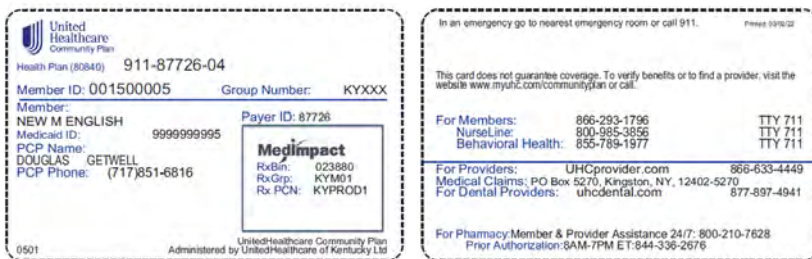 United
Healthcare
Community Plan
Health Plan (80840) 911-87726-04
Member ID: 001500005 Group Number: KYXXX
Member:
NEW M ENGLISH
Medicaid ID: 9999999995
PCP Name:
DOUGLAS GETWELL
PCP Phone: (717)851-6816
Payer ID: 87726
Medimpact
RxBin: 023880
RxGrp: KYM01
Rx PCN: KYPROD1
0501
UnitedHealthcare Community Plan
Administered by UnitedHealthcare of Kentucky Ltd
In an emergency go to nearest emergency room or call 911. Printed: 03/02/22
This card does not guarantee coverage. To verify benefits or to find a provider, visit the
website www.myuhc.com/communityplan or call.
For Members: 866-293-1796 TTY 711
NurseLine: 800-985-3856 TTY 711
Behavioral Health: 855-789-1977 TTY 711
For Providers: UHCprovider.com 866-633-4449
Medical Claims: PO Box 5270, Kingston, NY, 12402-5270
For Dental Providers: uhcdental.com 877-897-4941
For Pharmacy:Member & Provider Assistance 24/7: 800-210-7628
Prior Authorization:8AM-7PM ET:844-336-2676